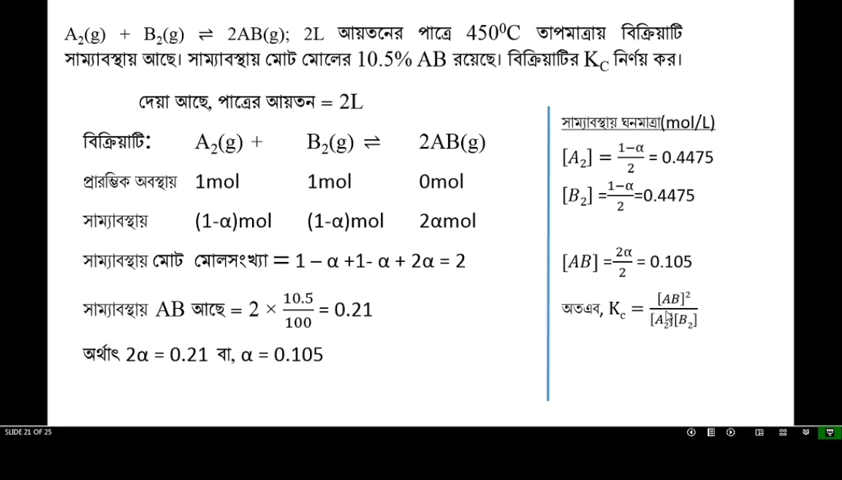 A₂(g) + B₂(g) ⇌ 2AB(g); 2L আয়তনের পাত্রে 450⁰C তাপমাত্রায় বিক্রিয়াটি
সাম্যাবস্থায় আছে। সাম্যাবস্থায় মোট মোলের 10.5% AB রয়েছে। বিক্রিয়াটির K_C নির্ণয় কর।
দেয়া আছে, পাত্রের আয়তন = 2L
বিক্রিয়াটি: A₂(g) + B₂(g) ⇌ 2AB(g)
প্রারম্ভিক অবস্থায় 1mol 1mol 0mol
সাম্যাবস্থায় (1-α)mol (1-α)mol 2αmol
সাম্যাবস্থায় মোট মোলসংখ্যা = 1 – α +1- α + 2α = 2
সাম্যাবস্থায় AB আছে = 2 × 10.5/100 = 0.21
অর্থাৎ 2α = 0.21 বা, α = 0.105
সাম্যাবস্থায় ঘনমাত্রা(mol/L)
[A₂] = 1−α/2 = 0.4475
[B₂] =1−α/2=0.4475
[AB] =2α/2 = 0.105
অতএব, K_c = [AB]²/[A₂][B₂]
SLIDE 21 OF 25